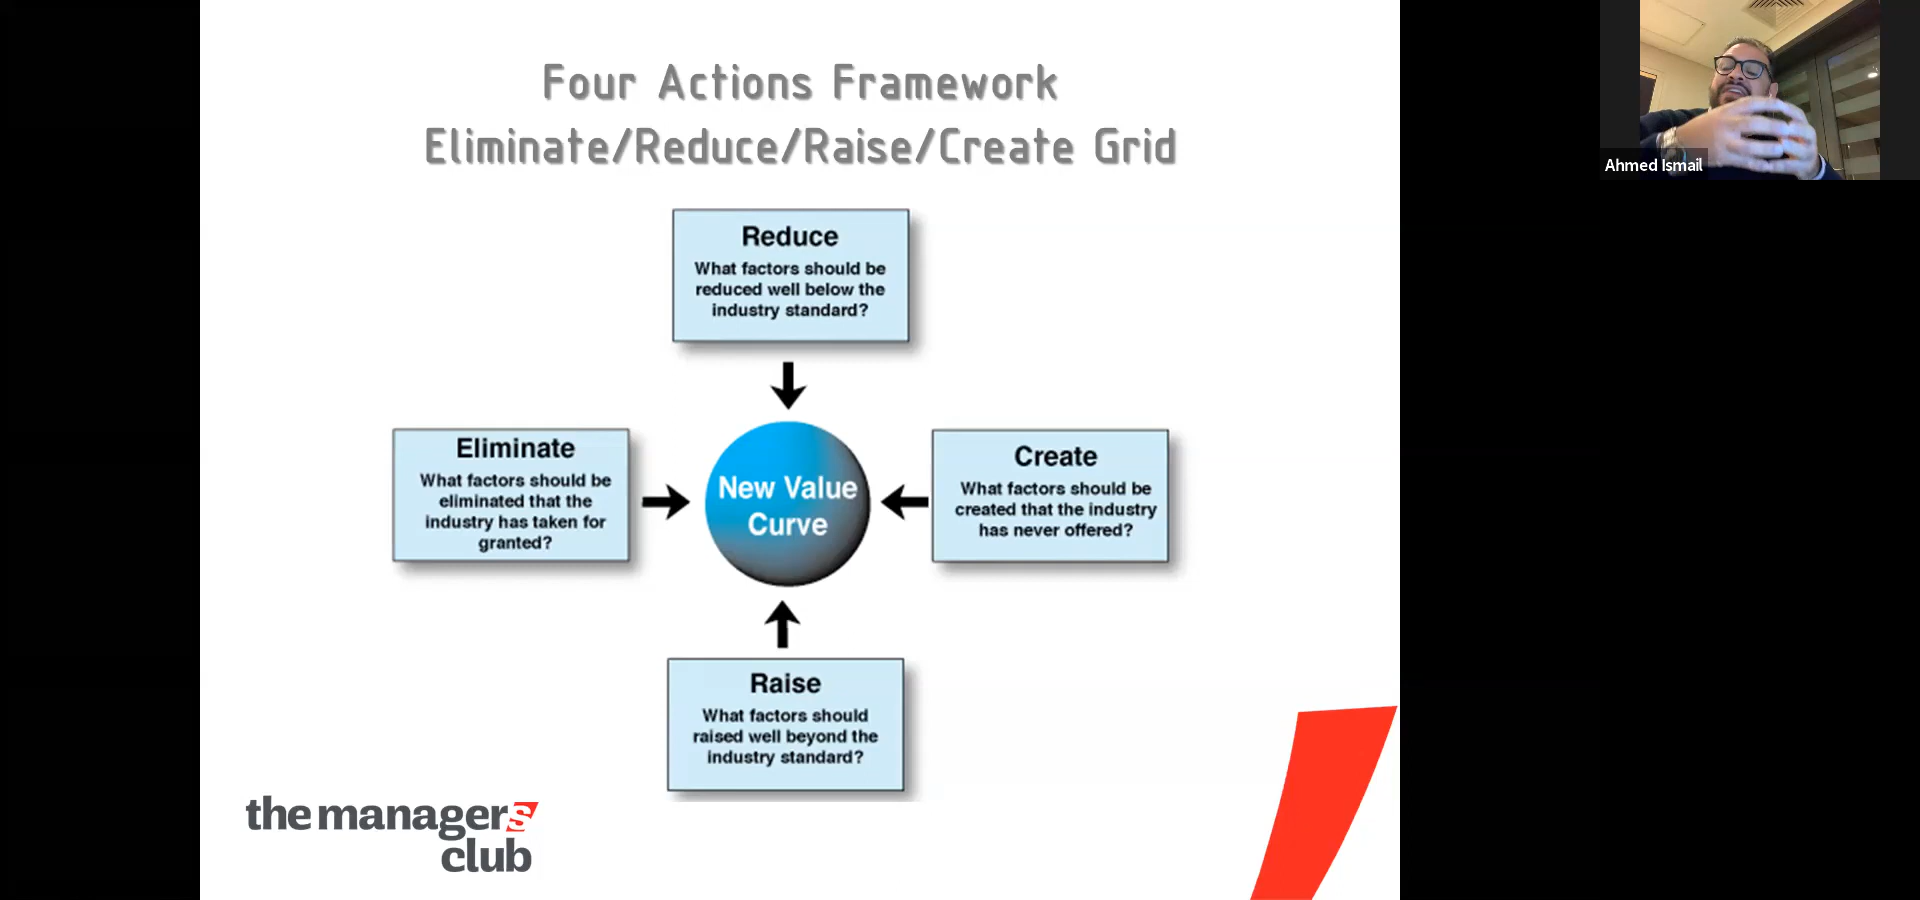 Four Actions Framework
Eliminate/Reduce/Raise/Create Grid
Ahmed Ismail
Reduce
What factors should be
reduced well below the
industry standard?
Eliminate
What factors should be
eliminated that the
industry has taken for
granted?
New Value
Curve
Create
What factors should be
created that the industry
has never offered?
Raise
What factors should
raised well beyond the
industry standard?
the managers
club